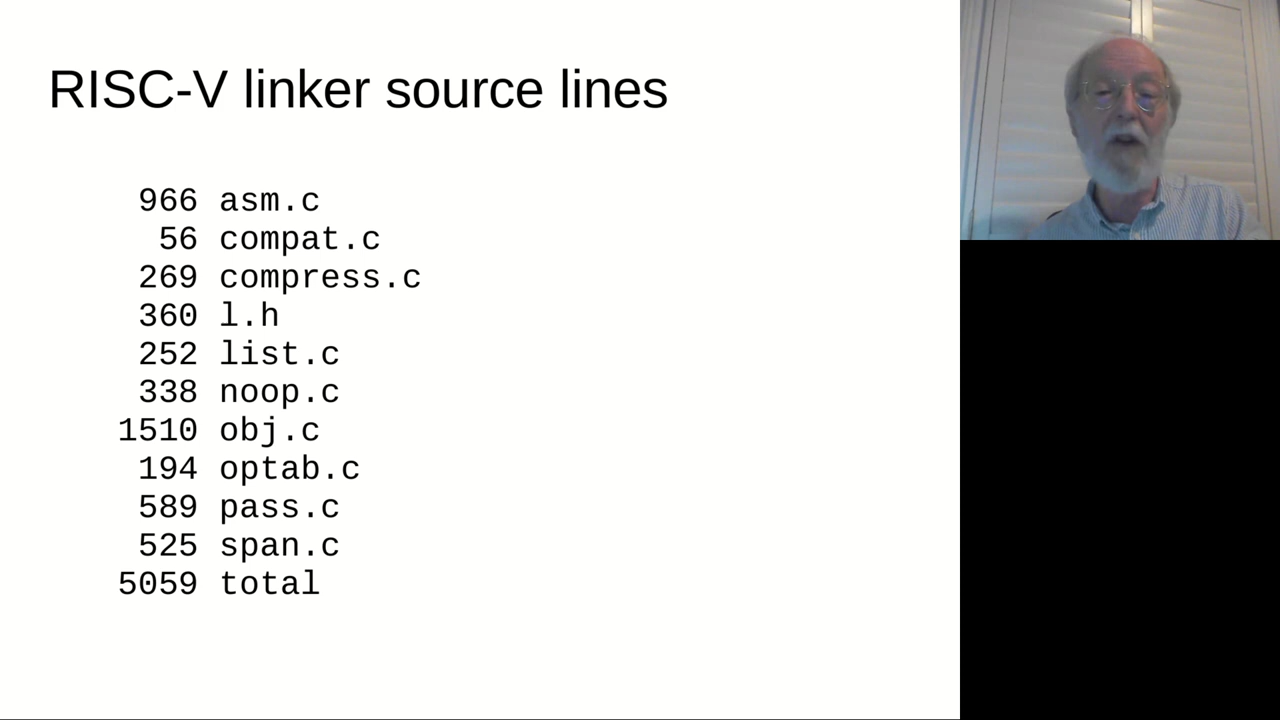 RISC-V linker source lines
966 asm.c
56 compat.c
269 compress.c
360 l.h
252 list.c
338 noop.c
1510 obj.c
194 optab.c
589 pass.c
525 span.c
5059 total